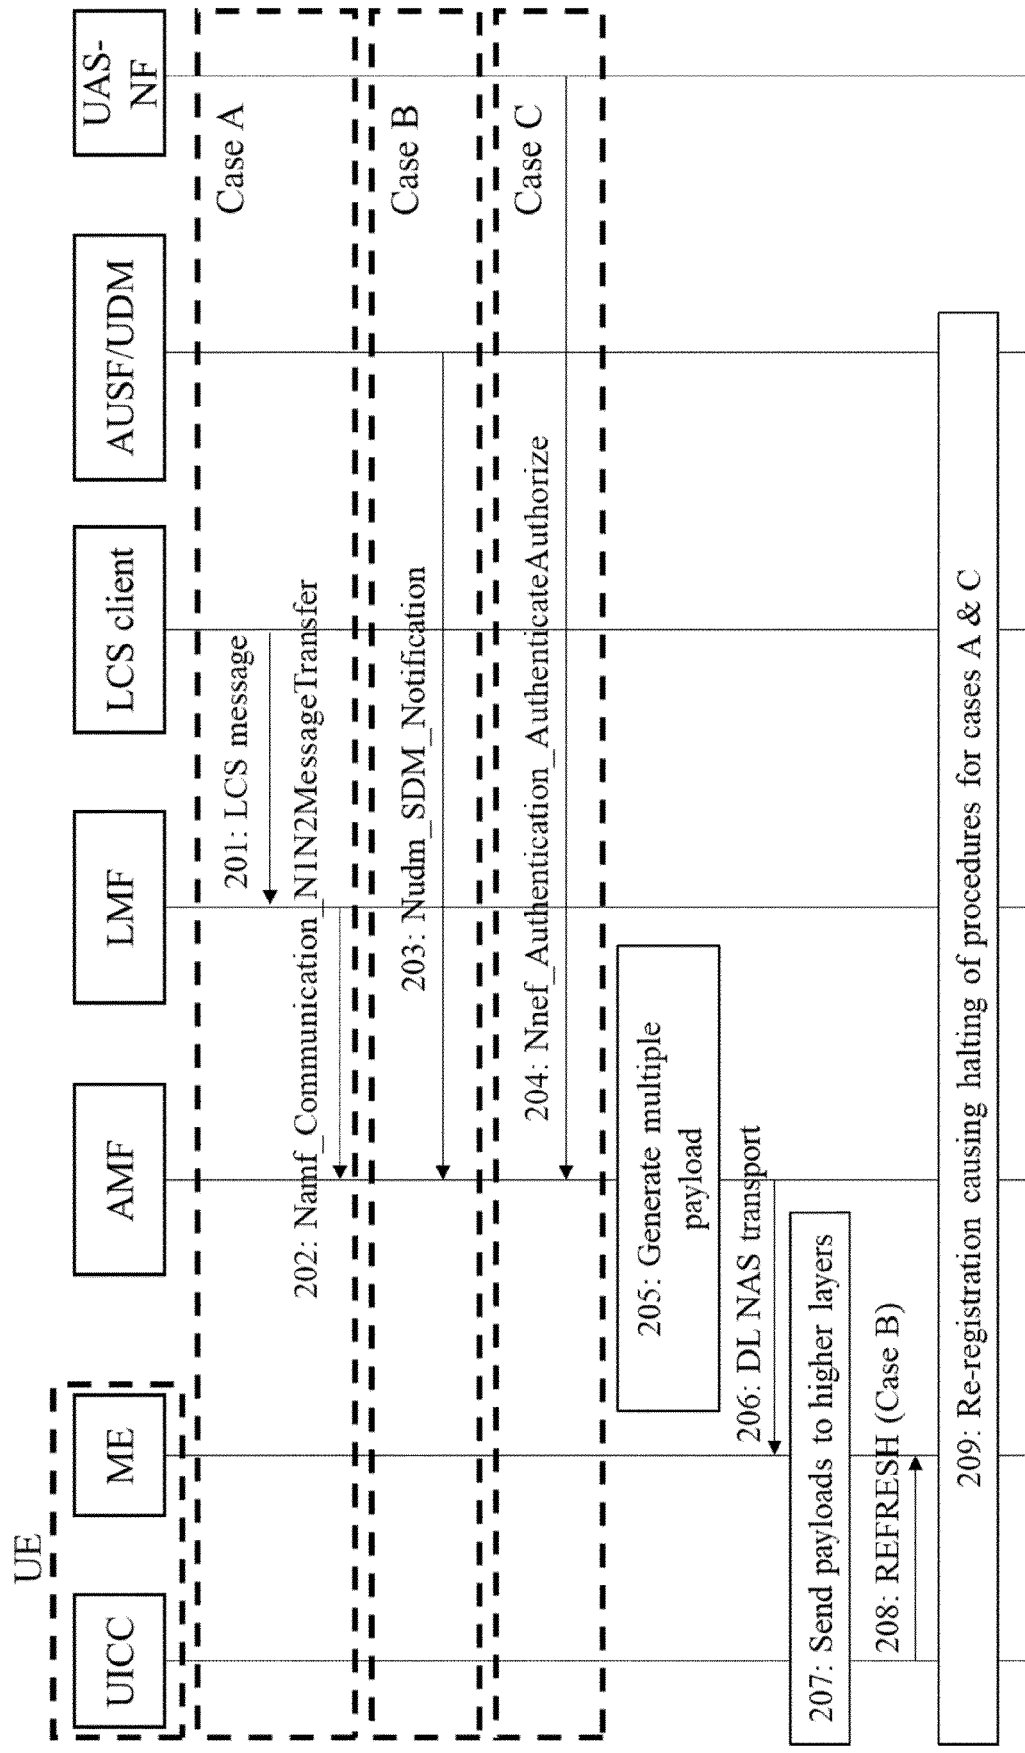 UE
UICC
ME
AMF
LMF
LCS client
AUSF/UDM
UAS-
NF
Case A
201: LCS message
202: Namf_Communication_N1N2MessageTransfer
Case B
203: Nudm_SDM_Notification
Case C
204: Nnef_Authentication_AuthenticateAuthorize
205: Generate multiple
payload
206: DL NAS transport
207: Send payloads to higher layers
208: REFRESH (Case B)
209: Re-registration causing halting of procedures for cases A & C